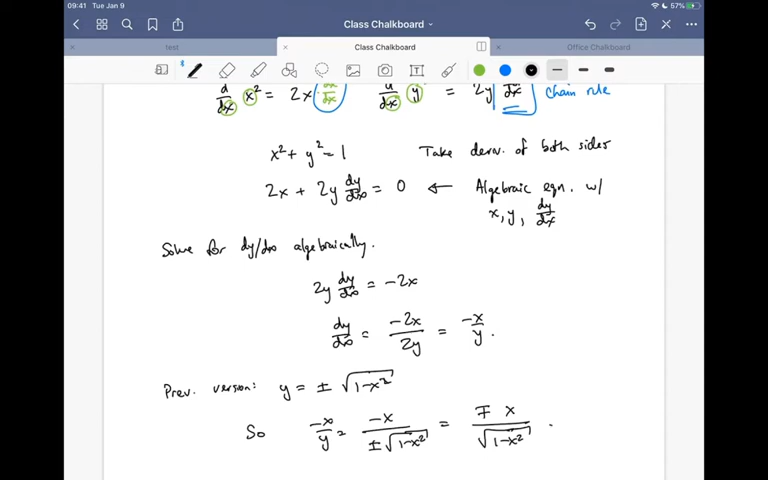 09:41 Tue Jan 9
57%
Class Chalkboard
test
Class Chalkboard
Office Chalkboard
d/dx x² = 2x · dx/dx   d/dx y² = 2y dy/dx   chain rule
x² + y² = 1   Take deriv. of both sides
2x + 2y dy/dx = 0 ← Algebraic eqn. w/
x, y, dy/dx
Solve for dy/dx algebraically.
2y dy/dx = -2x
dy/dx = -2x/2y = -x/y.
Prev. version: y = ± √(1-x²)
So -x/y = -x/(±√(1-x²)) = ∓ x/√(1-x²).